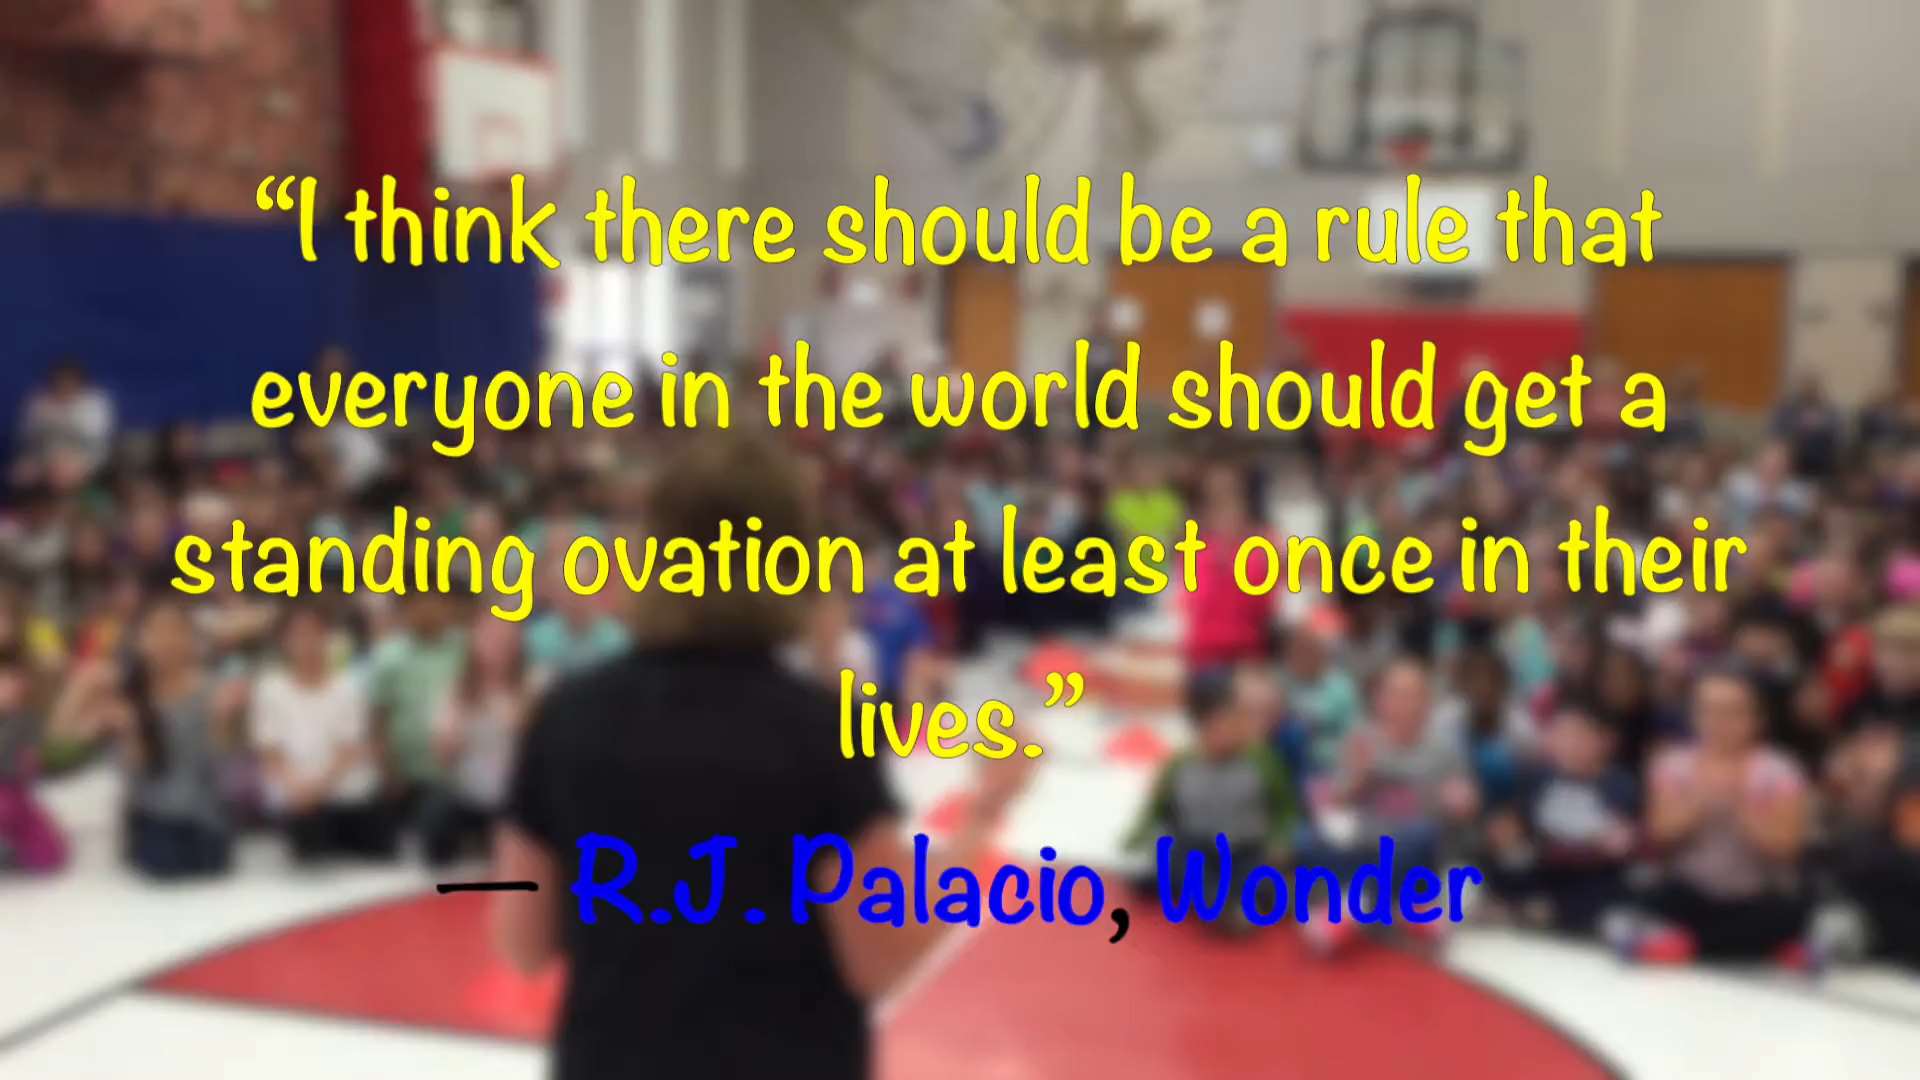 “I think there should be a rule that
everyone in the world should get a
standing ovation at least once in their
lives.”
— R.J. Palacio, Wonder